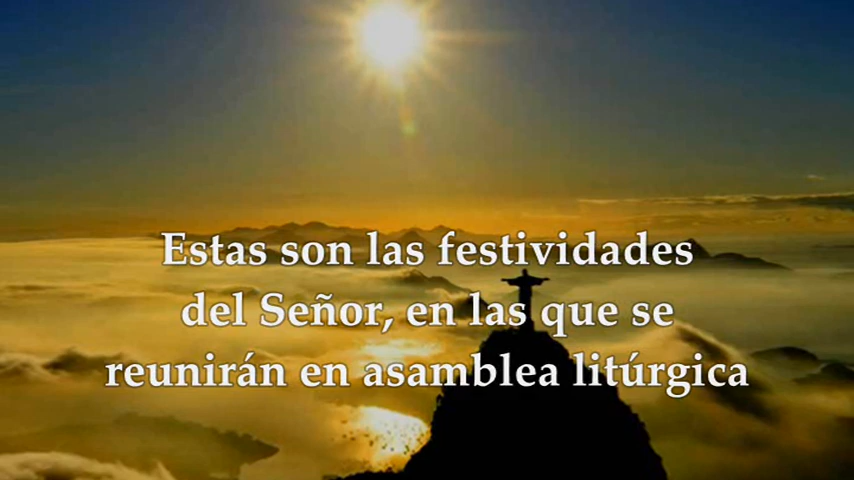 Estas son las festividades
del Señor, en las que se
reunirán en asamblea litúrgica